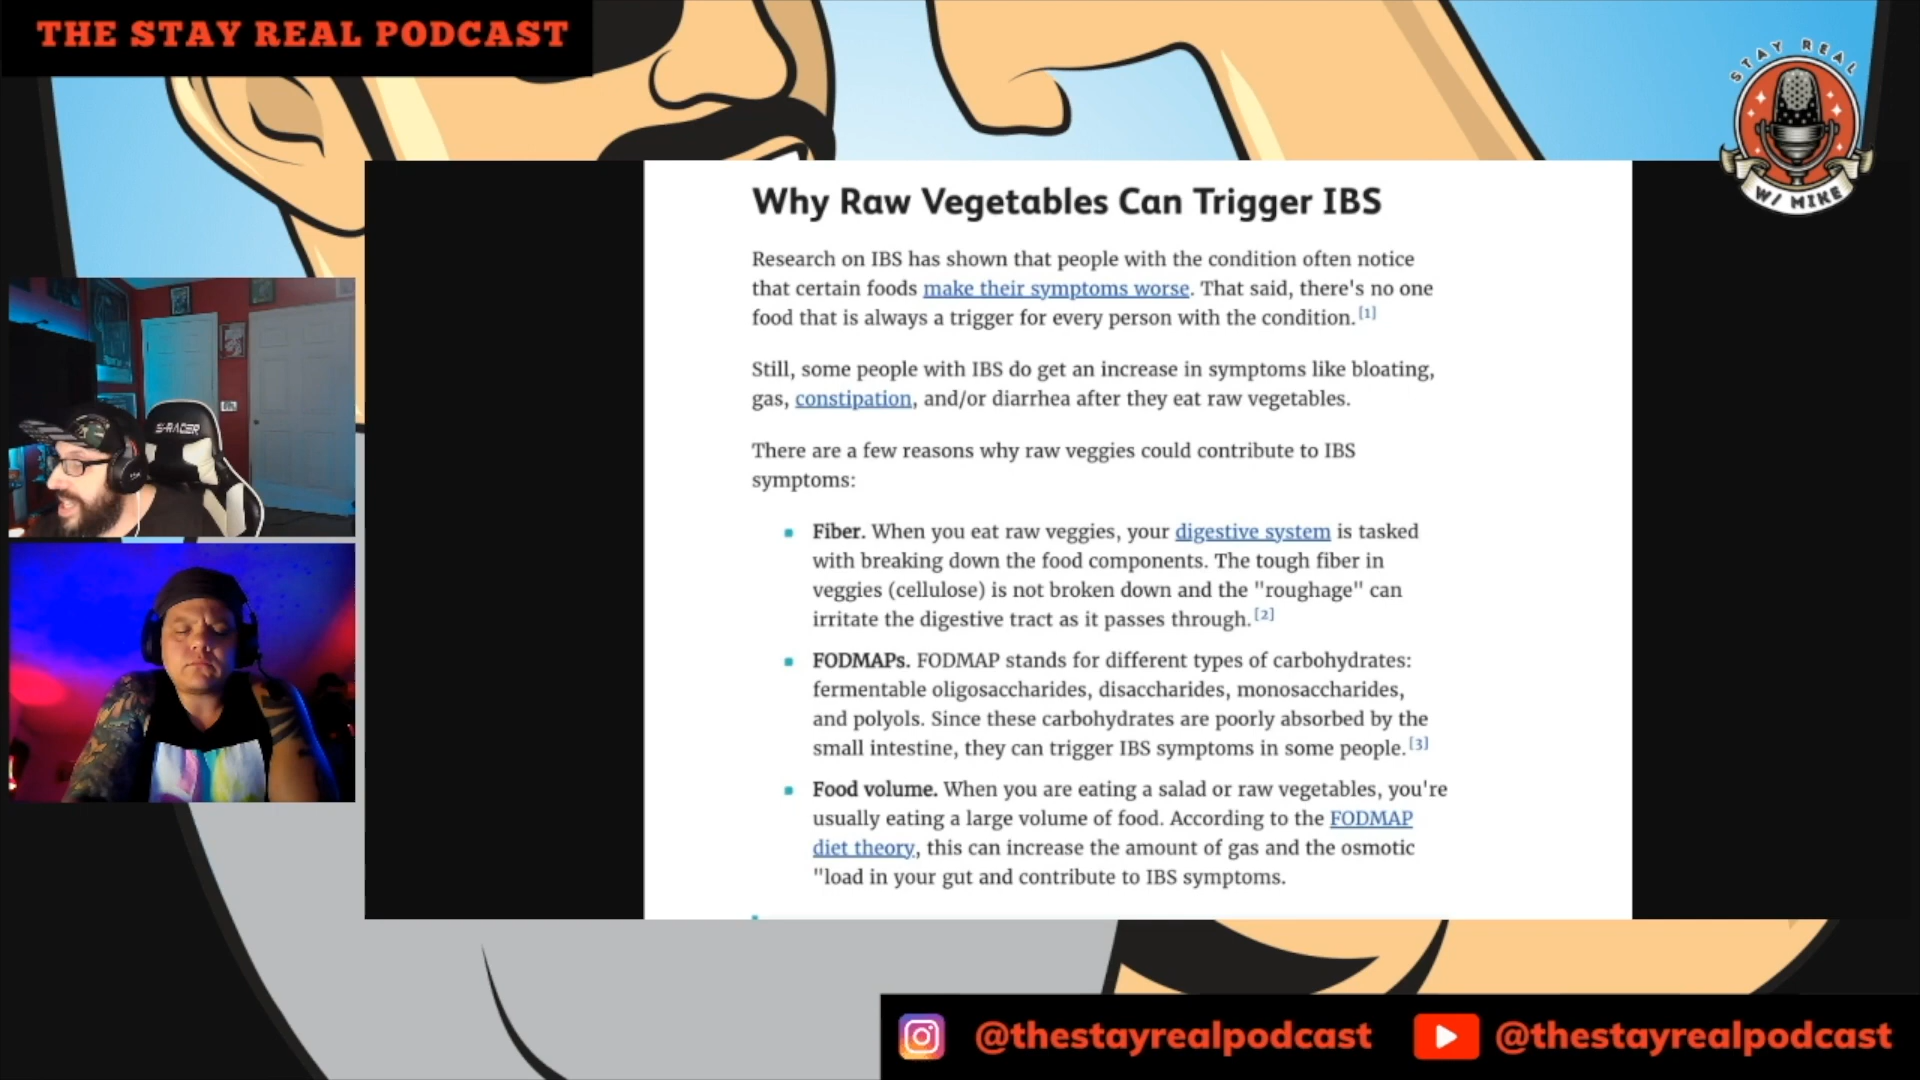 THE STAY REAL PODCAST
STAY REAL
W/ MIKE
Why Raw Vegetables Can Trigger IBS
Research on IBS has shown that people with the condition often notice
that certain foods make their symptoms worse. That said, there's no one
food that is always a trigger for every person with the condition. [1]
Still, some people with IBS do get an increase in symptoms like bloating,
gas, constipation, and/or diarrhea after they eat raw vegetables.
There are a few reasons why raw veggies could contribute to IBS
symptoms:
Fiber. When you eat raw veggies, your digestive system is tasked
with breaking down the food components. The tough fiber in
veggies (cellulose) is not broken down and the "roughage" can
irritate the digestive tract as it passes through. [2]
FODMAPs. FODMAP stands for different types of carbohydrates:
fermentable oligosaccharides, disaccharides, monosaccharides,
and polyols. Since these carbohydrates are poorly absorbed by the
small intestine, they can trigger IBS symptoms in some people. [3]
Food volume. When you are eating a salad or raw vegetables, you're
usually eating a large volume of food. According to the FODMAP
diet theory, this can increase the amount of gas and the osmotic
"load in your gut and contribute to IBS symptoms.
S-RACER
@thestayrealpodcast
@thestayrealpodcast